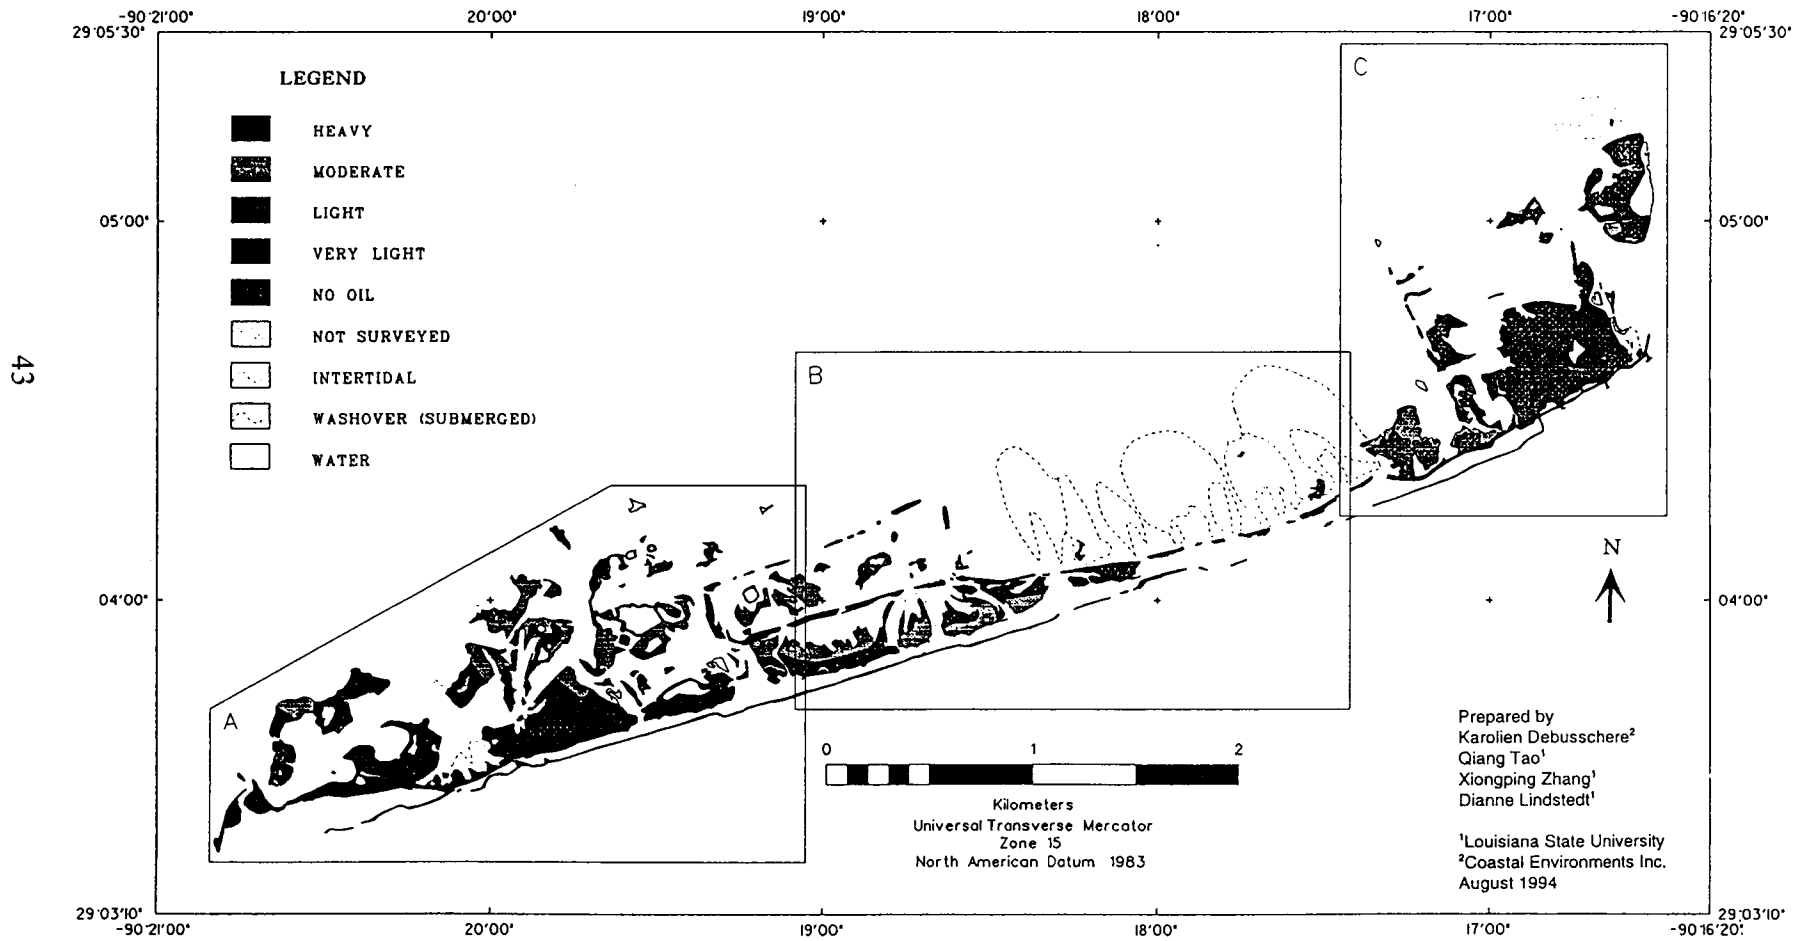 -90°21'00" 20'00" 19'00" 18'00" 17'00" -90°16'20"
29°05'30" 29°05'30"
C
LEGEND
HEAVY
MODERATE
LIGHT
VERY LIGHT
NO OIL
NOT SURVEYED
INTERTIDAL
WASHOVER (SUBMERGED)
WATER
05'00" 05'00"
43
B
A
N
04'00" 04'00"
0 1 2
Kilometers
Universal Transverse Mercator
Zone 15
North American Datum 1983
Prepared by
Karolien Debusschere²
Qiang Tao¹
Xiongping Zhang¹
Dianne Lindstedt¹
¹Louisiana State University
²Coastal Environments Inc.
August 1994
29°03'10" 29°03'10"
-90°21'00" 20'00" 19'00" 18'00" 17'00" -90°16'20"